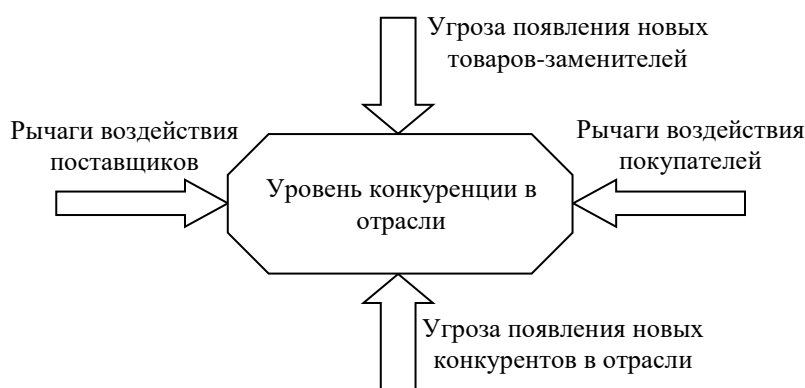 Угроза появления новых
товаров-заменителей
Рычаги воздействия
поставщиков
Рычаги воздействия
покупателей
Уровень конкуренции в
отрасли
Угроза появления новых
конкурентов в отрасли